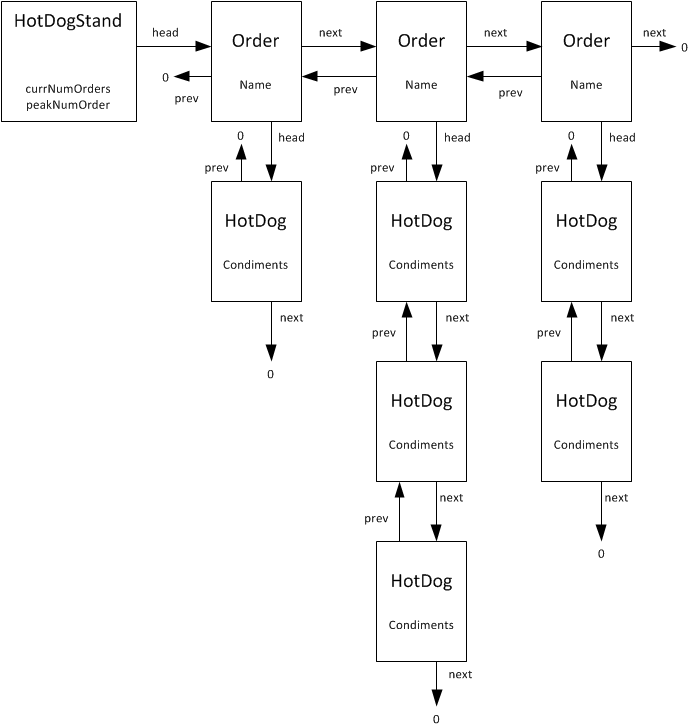 HotDogStand
currNumOrders
peakNumOrder
head
Order
Name
next
Order
Name
next
Order
Name
next
0
0
prev
prev
prev
0
head
prev
0
head
prev
0
head
prev
HotDog
Condiments
HotDog
Condiments
HotDog
Condiments
next
0
prev
next
prev
next
HotDog
Condiments
HotDog
Condiments
prev
next
next
0
HotDog
Condiments
next
0